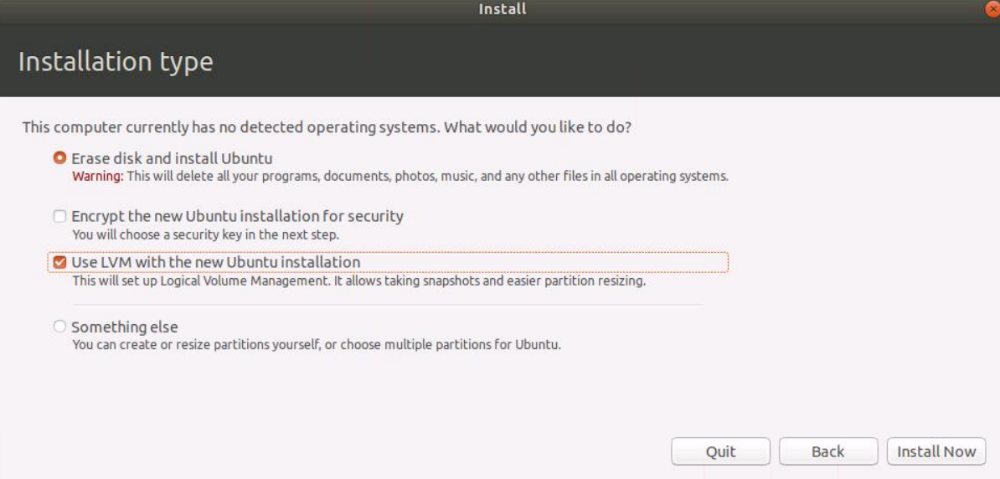 Install
Installation type
This computer currently has no detected operating systems. What would you like to do?
Erase disk and install Ubuntu
Warning: This will delete all your programs, documents, photos, music, and any other files in all operating systems.
Encrypt the new Ubuntu installation for security
You will choose a security key in the next step.
Use LVM with the new Ubuntu installation
This will set up Logical Volume Management. It allows taking snapshots and easier partition resizing.
Something else
You can create or resize partitions yourself, or choose multiple partitions for Ubuntu.
Quit Back Install Now